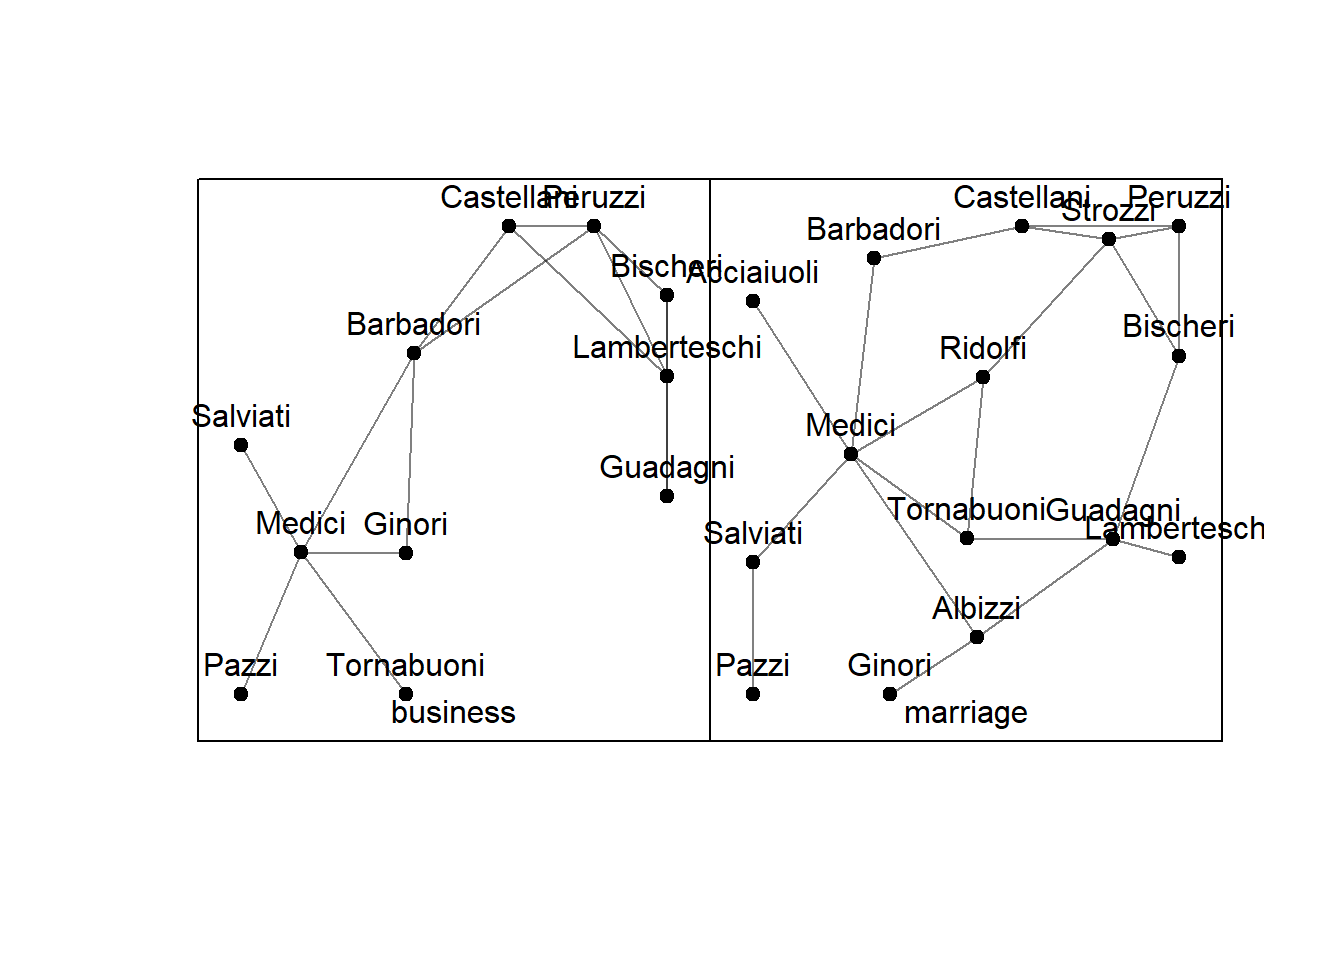 Castellani
Peruzzi
Bischeri
Barbadori
Lamberteschi
Salviati
Guadagni
Medici
Ginori
Pazzi
Tornabuoni
business
Castellani
Peruzzi
Strozzi
Barbadori
Acciaiuoli
Bischeri
Ridolfi
Medici
Tornabuoni
Guadagni
Lambertesch
Salviati
Albizzi
Pazzi
Ginori
marriage